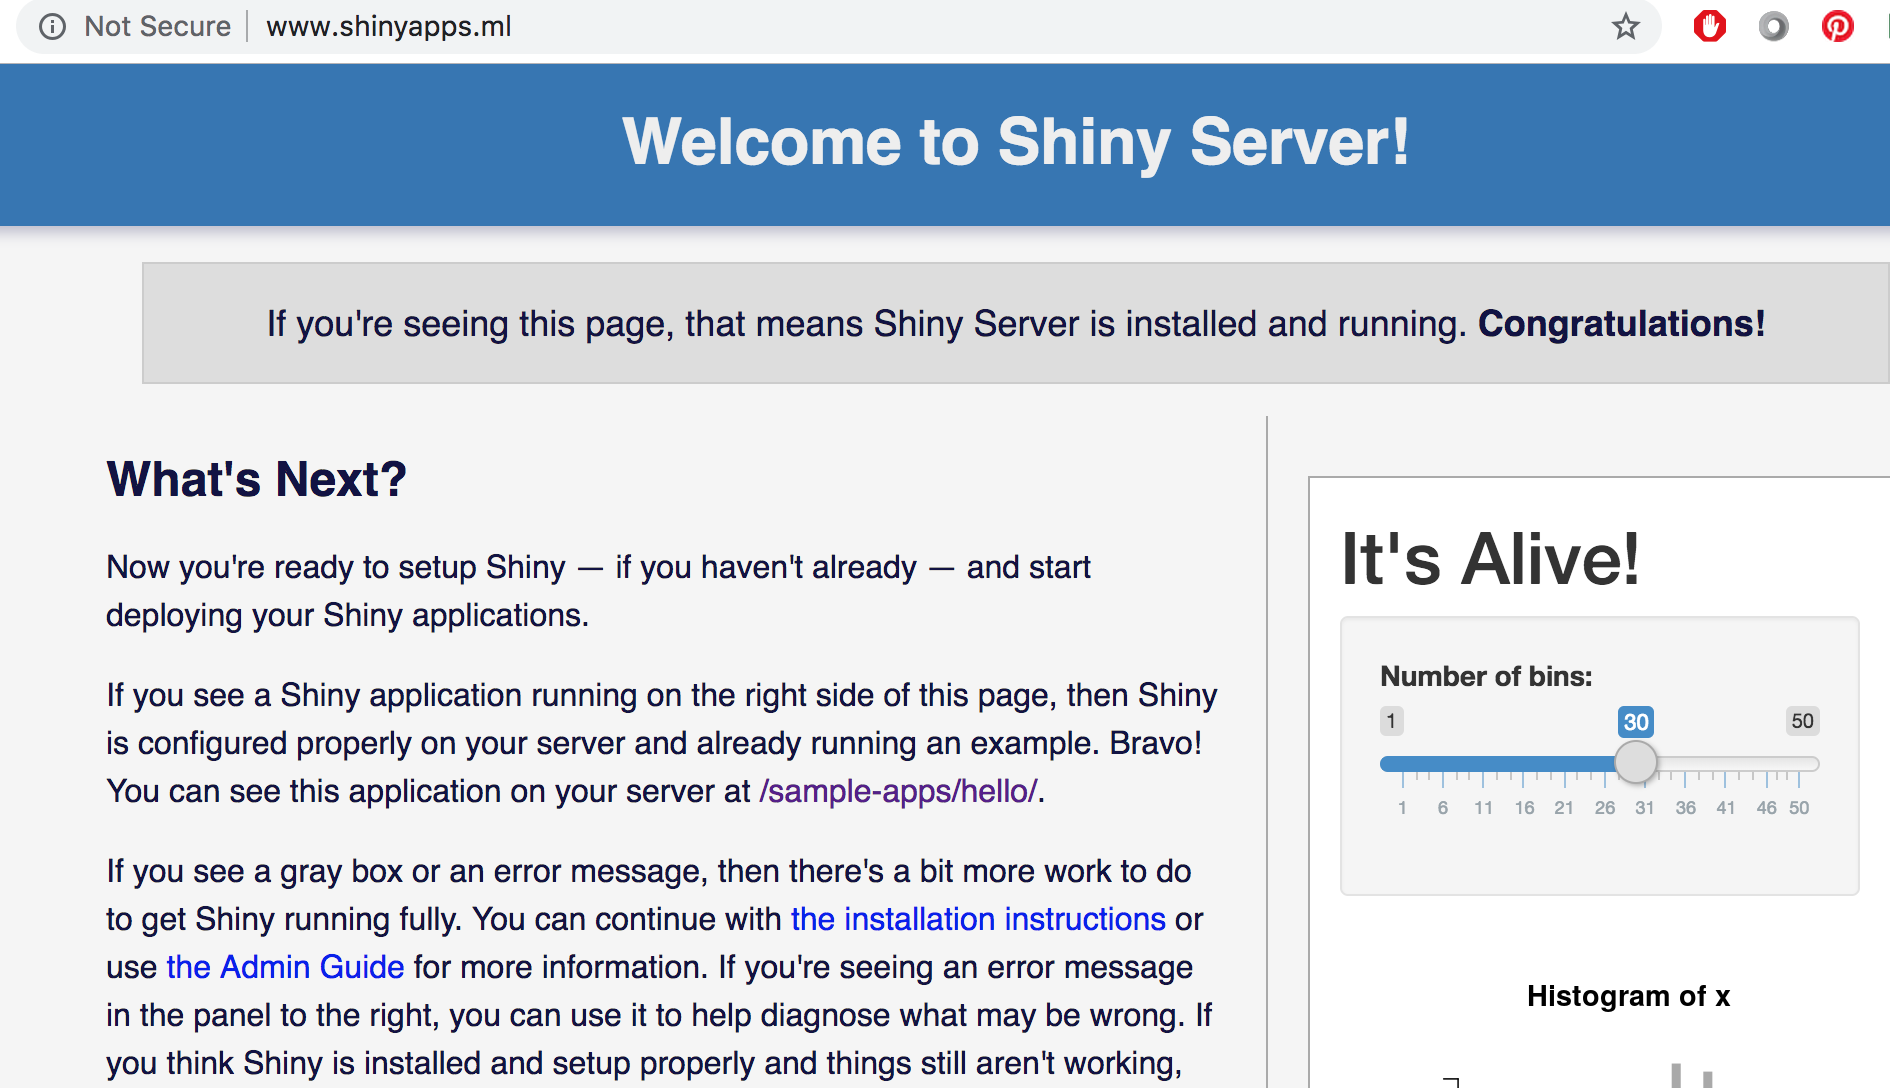 Not Secure www.shinyapps.ml
Welcome to Shiny Server!
If you're seeing this page, that means Shiny Server is installed and running. Congratulations!
What's Next?
Now you're ready to setup Shiny — if you haven't already — and start
deploying your Shiny applications.
If you see a Shiny application running on the right side of this page, then Shiny
is configured properly on your server and already running an example. Bravo!
You can see this application on your server at /sample-apps/hello/.
If you see a gray box or an error message, then there's a bit more work to do
to get Shiny running fully. You can continue with the installation instructions or
use the Admin Guide for more information. If you're seeing an error message
in the panel to the right, you can use it to help diagnose what may be wrong. If
you think Shiny is installed and setup properly and things still aren't working,
It's Alive!
Number of bins:
1 30 50
1 6 11 16 21 26 31 36 41 46 50
Histogram of x